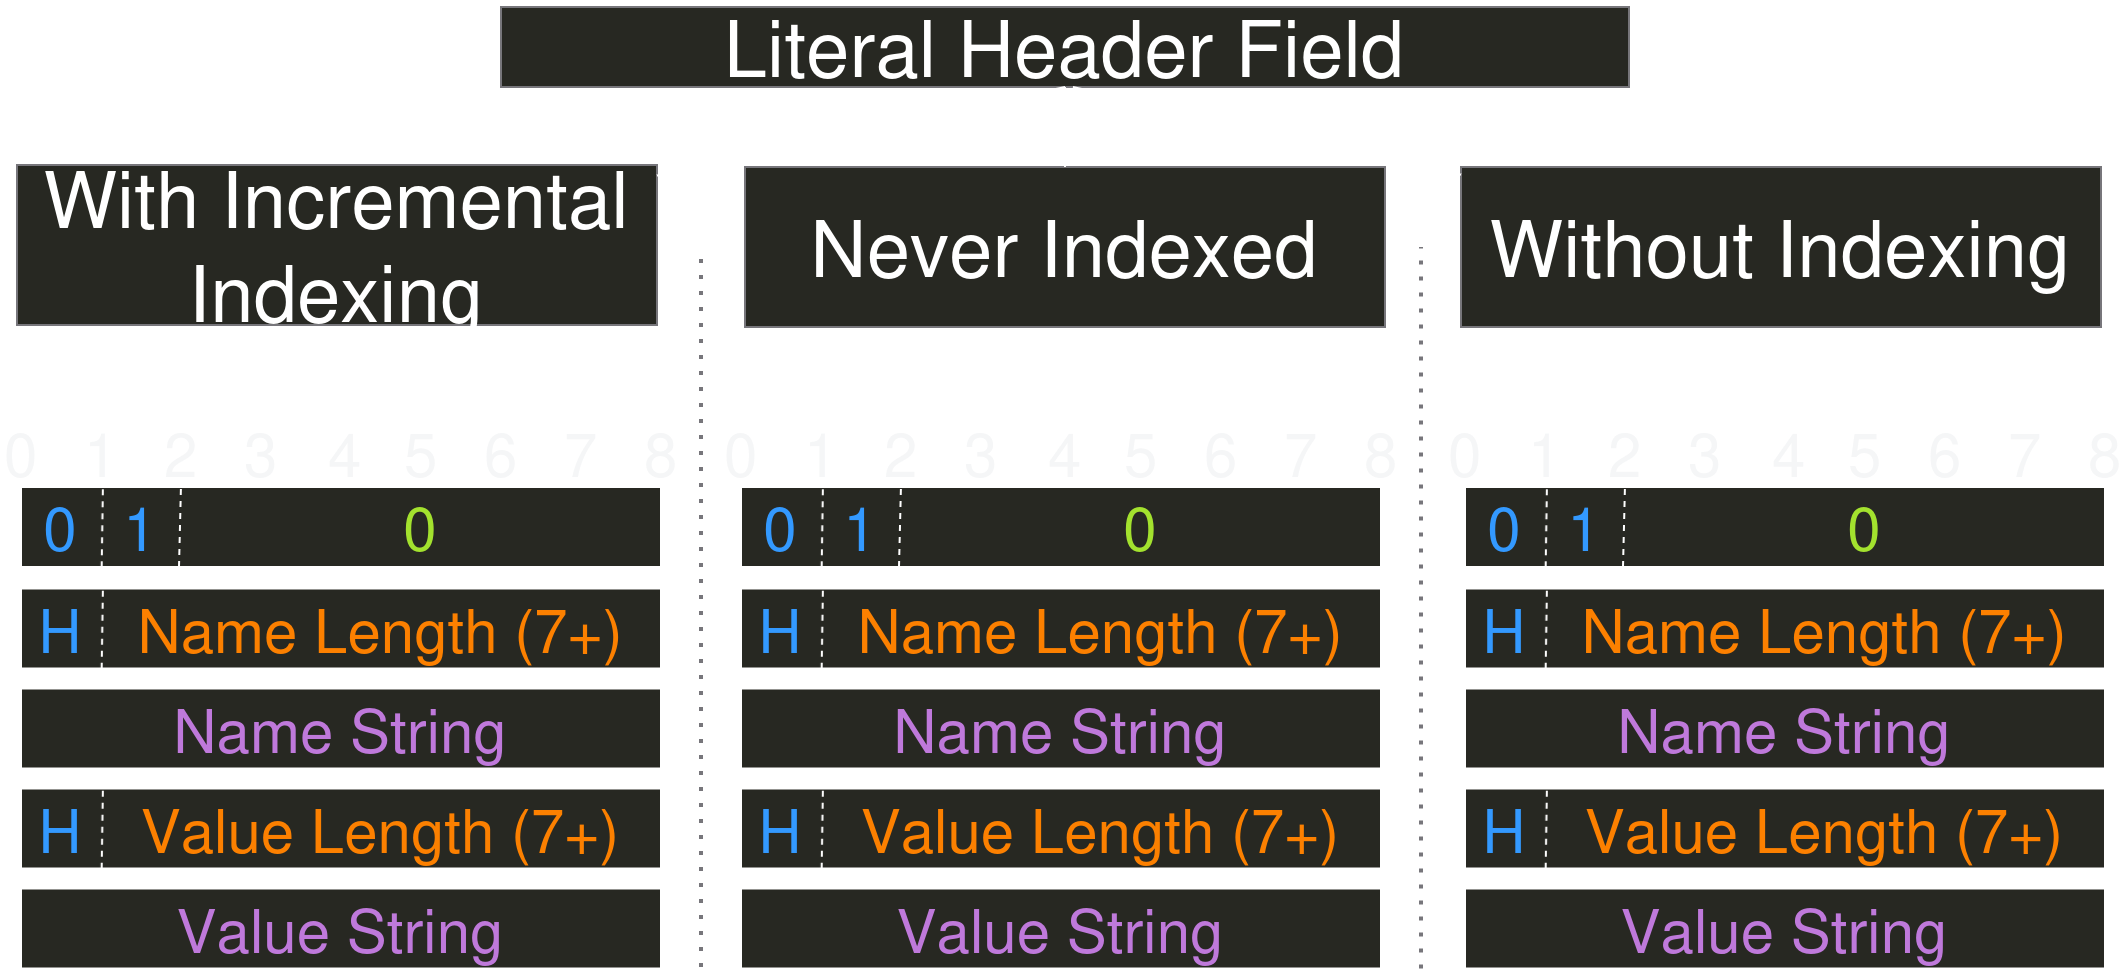 Literal Header Field
With Incremental
Indexing
Never Indexed
Without Indexing
0 1 2 3 4 5 6 7 8
0 1 0
H Name Length (7+)
Name String
H Value Length (7+)
Value String
0 1 2 3 4 5 6 7 8
0 1 0
H Name Length (7+)
Name String
H Value Length (7+)
Value String
0 1 2 3 4 5 6 7 8
0 1 0
H Name Length (7+)
Name String
H Value Length (7+)
Value String